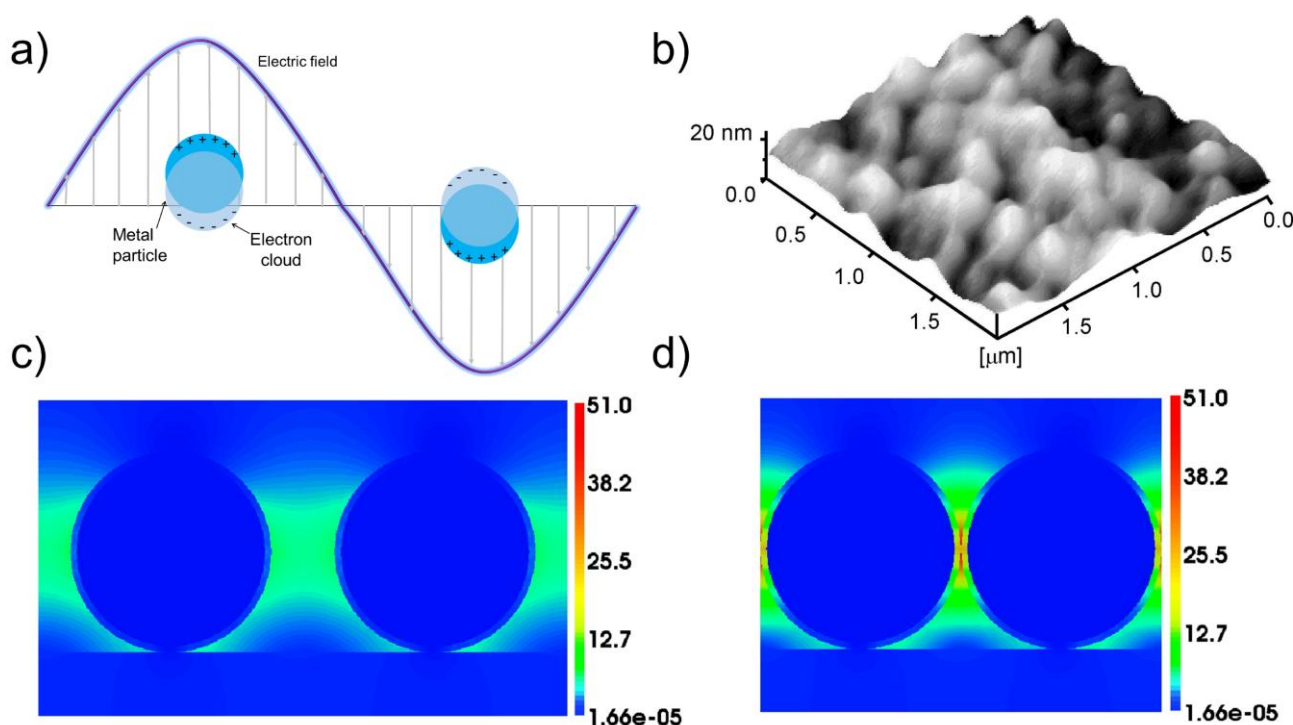 a)
Electric field
+ + + + +
- - - - -
Metal
particle
Electron
cloud
- - - - -
+ + + + +
b)
20 nm
0.0
0.5
1.0
1.5
[μm]
1.5
1.0
0.5
0.0
c)
51.0
38.2
25.5
12.7
1.66e-05
d)
51.0
38.2
25.5
12.7
1.66e-05